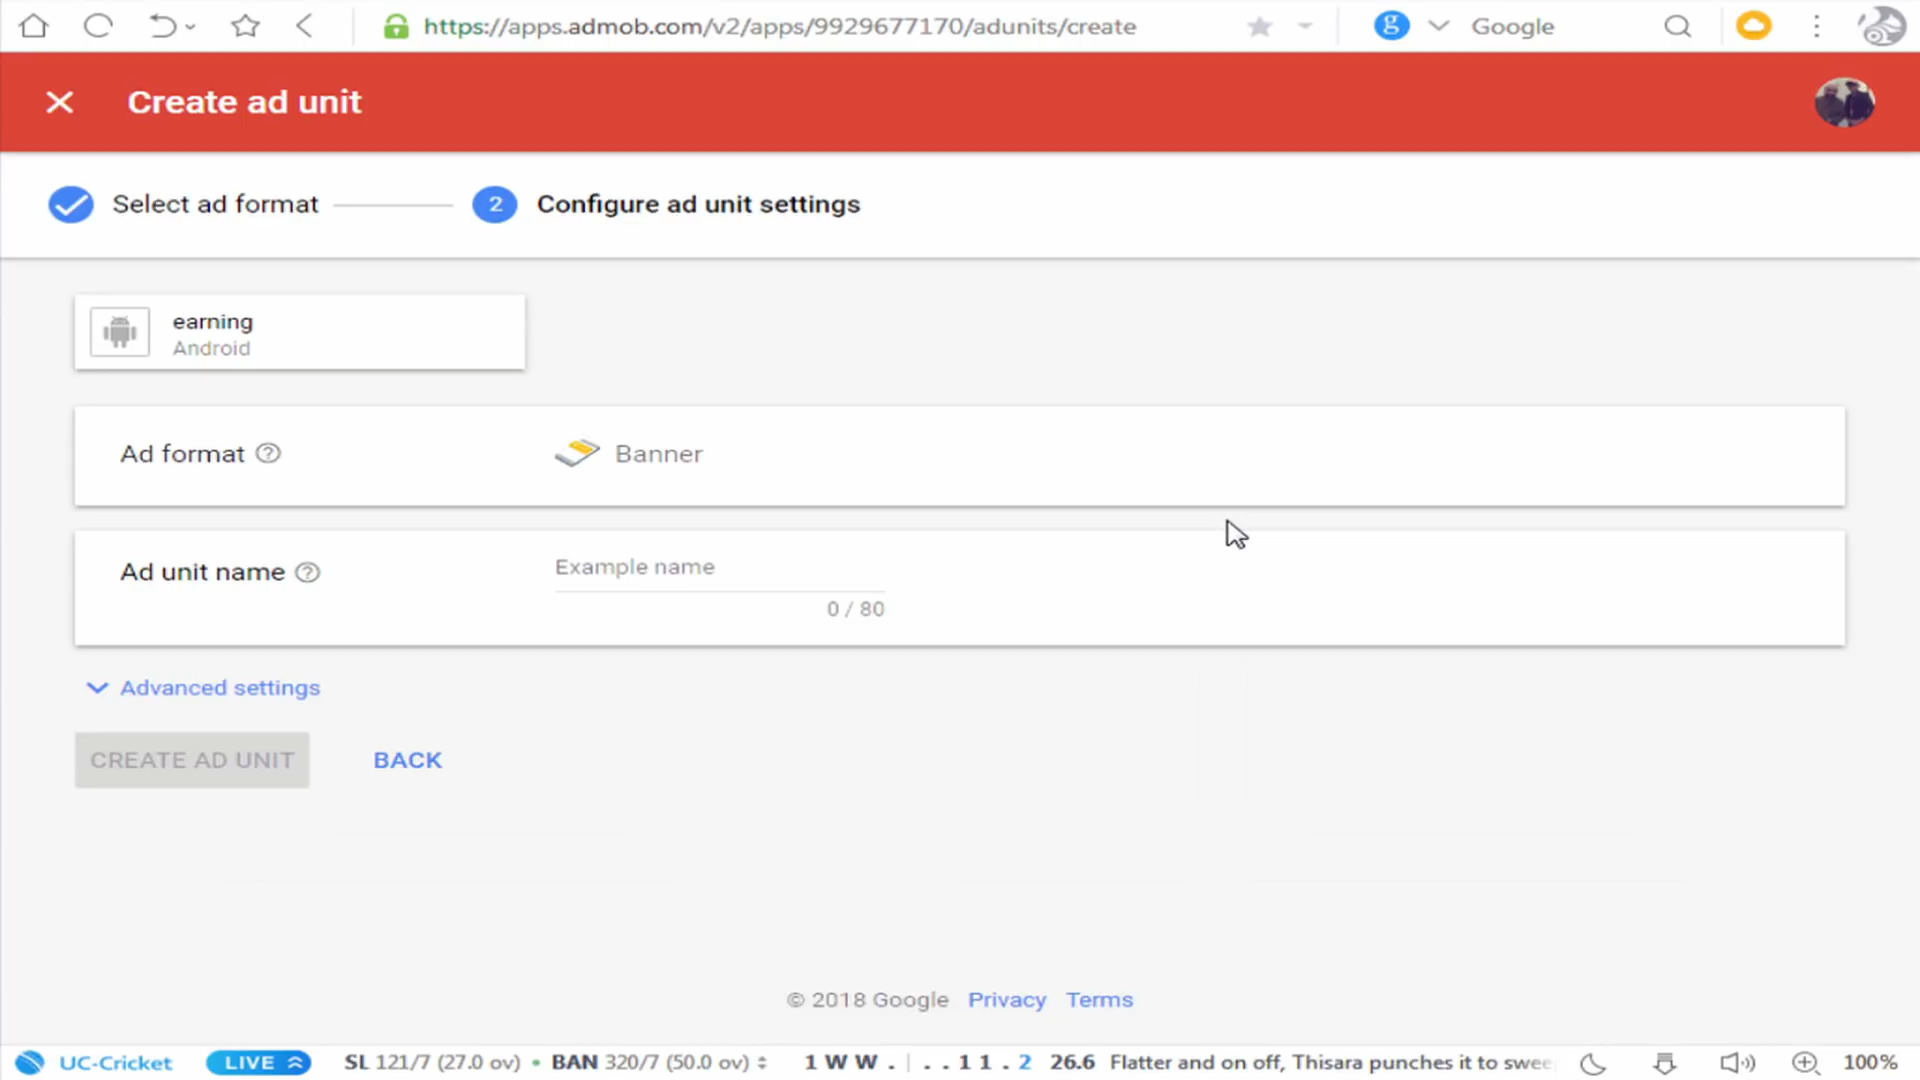 https://apps.admob.com/v2/apps/9929677170/adunits/create
g Google
Create ad unit
Select ad format
2 Configure ad unit settings
earning
Android
Ad format ?
Banner
Ad unit name ?
Example name
0 / 80
Advanced settings
CREATE AD UNIT
BACK
© 2018 Google Privacy Terms
UC-Cricket LIVE SL 121/7 (27.0 ov) • BAN 320/7 (50.0 ov) 1 W W . | . . 1 1 . 2 26.6 Flatter and on off, Thisara punches it to swee 100%